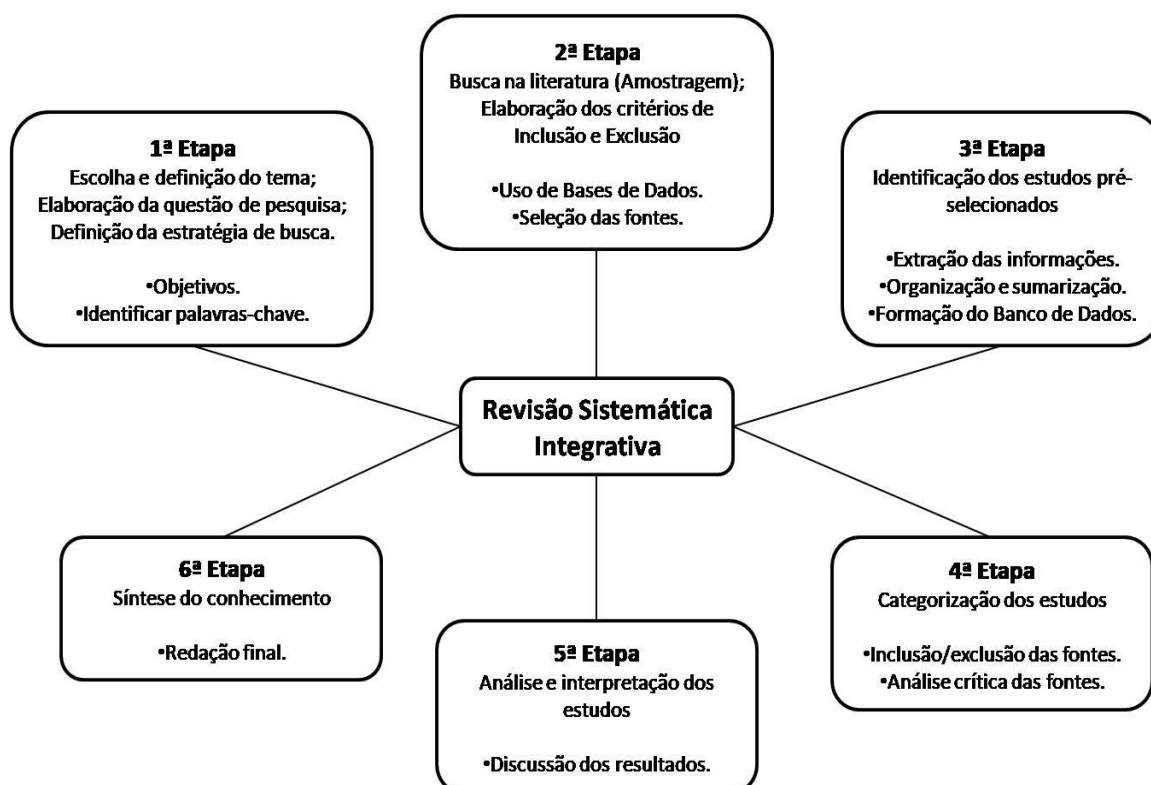 1ª Etapa
Escolha e definição do tema;
Elaboração da questão de pesquisa;
Definição da estratégia de busca.
•Objetivos.
•Identificar palavras-chave.
2ª Etapa
Busca na literatura (Amostragem);
Elaboração dos critérios de
Inclusão e Exclusão
•Uso de Bases de Dados.
•Seleção das fontes.
3ª Etapa
Identificação dos estudos pré-
selecionados
•Extração das informações.
•Organização e sumarização.
•Formação do Banco de Dados.
Revisão Sistemática
Integrativa
6ª Etapa
Síntese do conhecimento
•Redação final.
5ª Etapa
Análise e interpretação dos
estudos
•Discussão dos resultados.
4ª Etapa
Categorização dos estudos
•Inclusão/exclusão das fontes.
•Análise crítica das fontes.